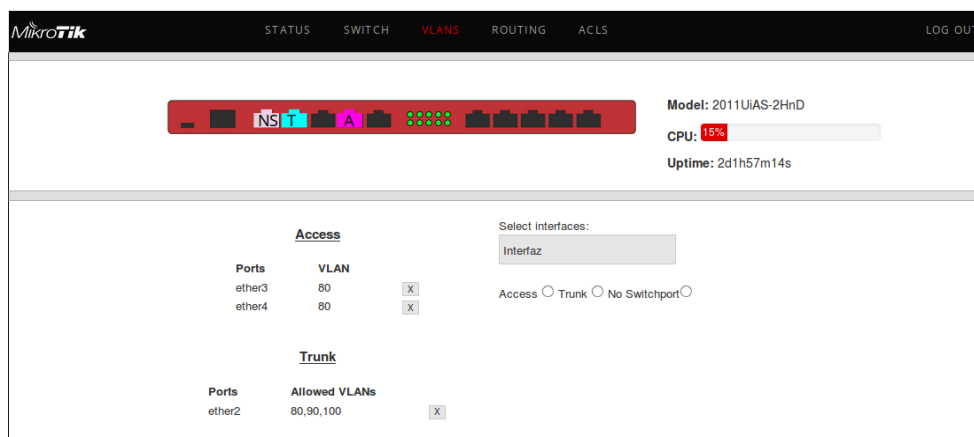 MikroTik STATUS SWITCH VLANS ROUTING ACLS LOG OUT
NS T A
Model: 2011UiAS-2HnD
CPU: 15%
Uptime: 2d1h57m14s
Access
Ports VLAN
ether3 80 X
ether4 80 X
Select interfaces:
Interfaz
Access Trunk No Switchport
Trunk
Ports Allowed VLANs
ether2 80,90,100 X